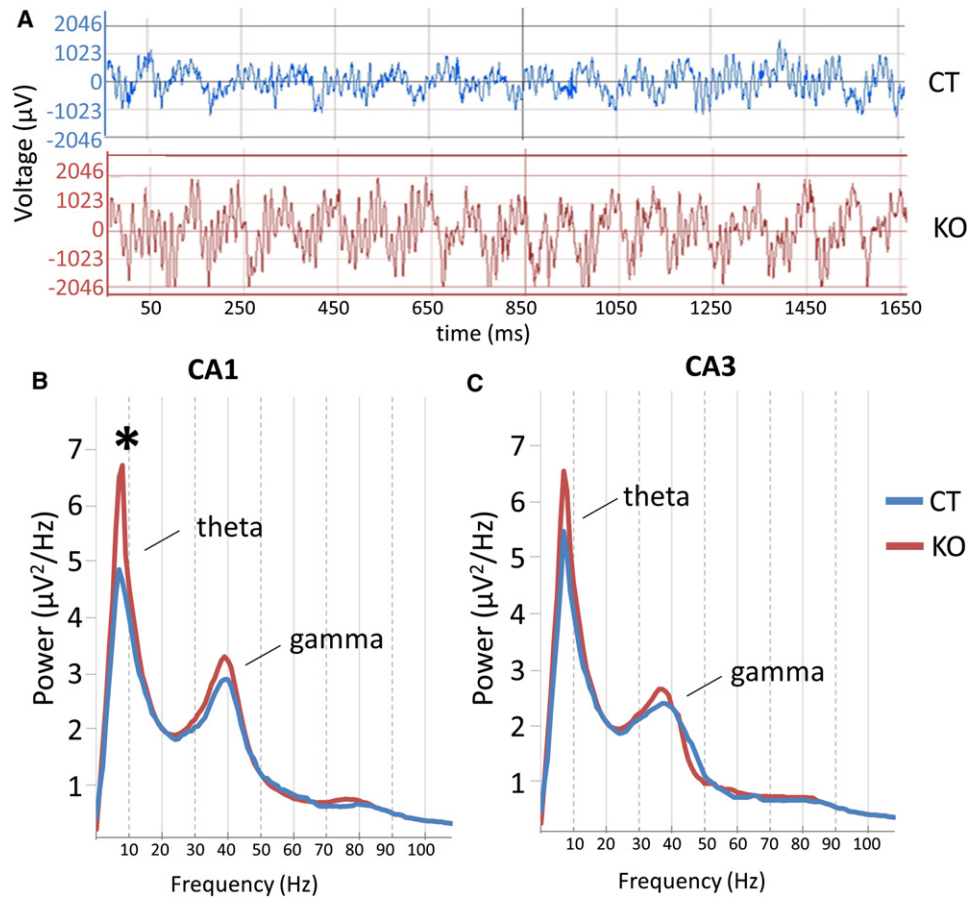 A
Voltage (µV)
2046
1023
0
-1023
-2046
CT
2046
1023
0
-1023
-2046
KO
50 250 450 650 850 1050 1250 1450 1650
time (ms)
B CA1
Power (µV²/Hz)
7
6
5
4
3
2
1
*
theta
gamma
10 20 30 40 50 60 70 80 90 100
Frequency (Hz)
C CA3
Power (µV²/Hz)
7
6
5
4
3
2
1
theta
gamma
10 20 30 40 50 60 70 80 90 100
Frequency (Hz)
CT
KO